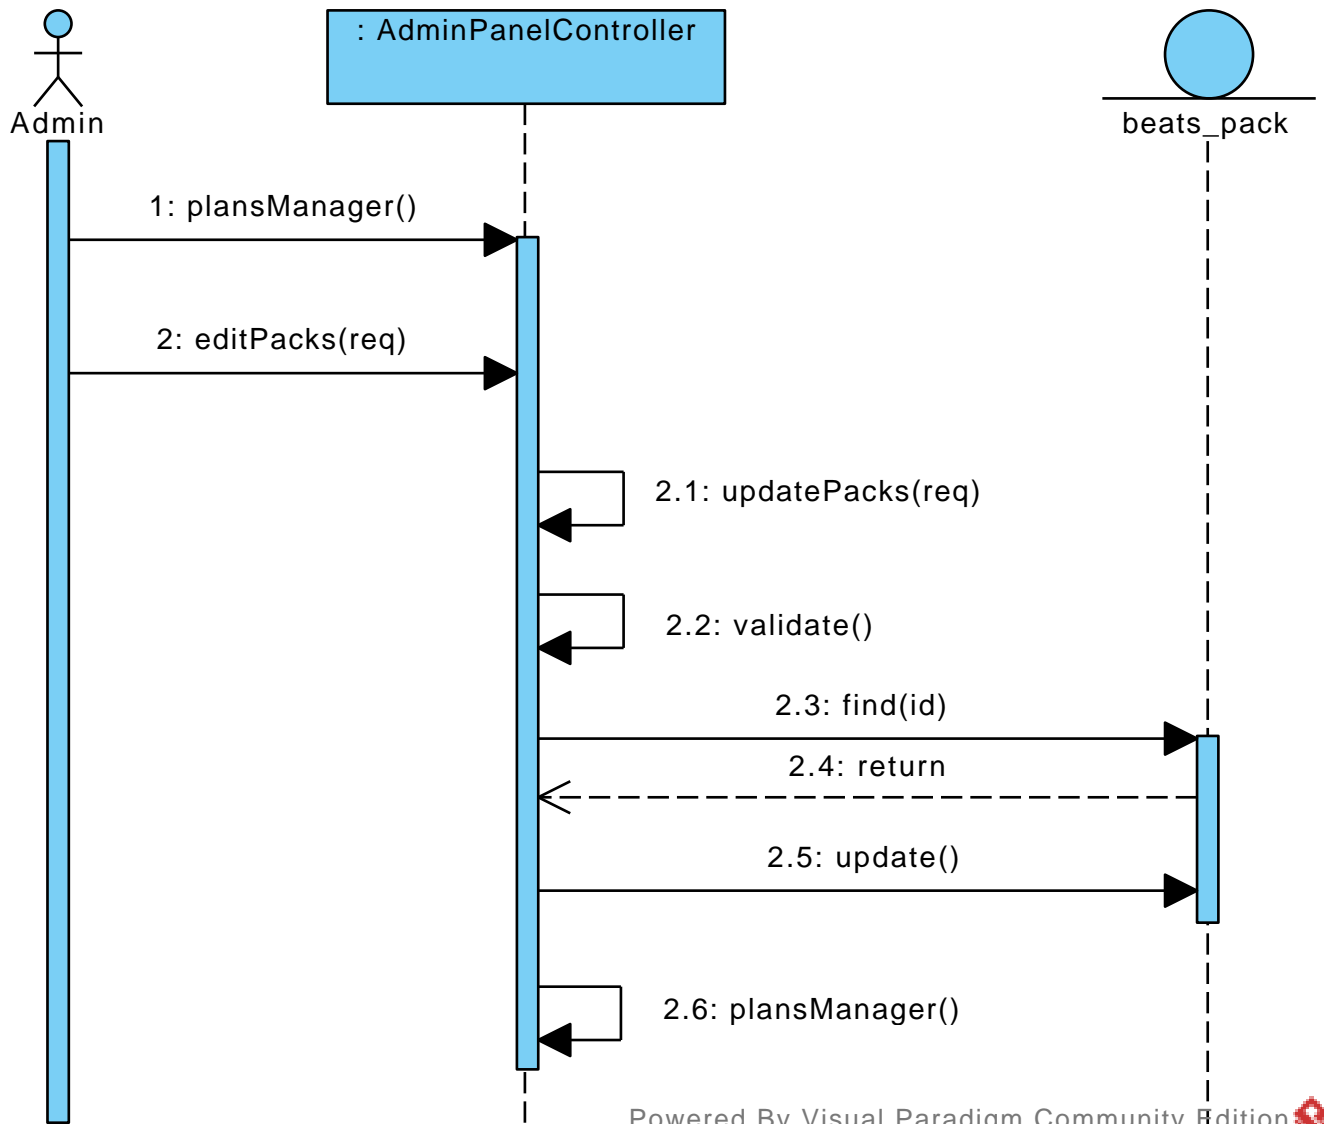 : AdminPanelController
Admin
beats_pack
1: plansManager()
2: editPacks(req)
2.1: updatePacks(req)
2.2: validate()
2.3: find(id)
2.4: return
2.5: update()
2.6: plansManager()
Powered By Visual Paradigm Community Edition